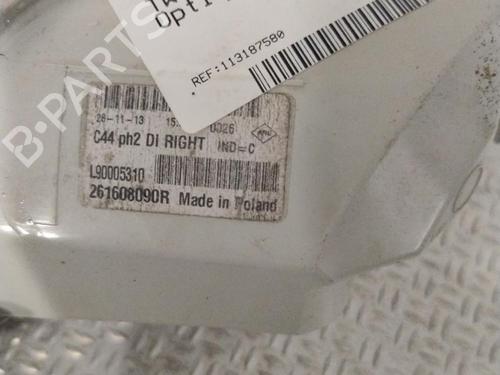 Opti
REF:113187580
B-PARTS
26-11-13
0026
C44 ph2 DI RIGHT IND=C
L90005310
261608090R Made in Poland